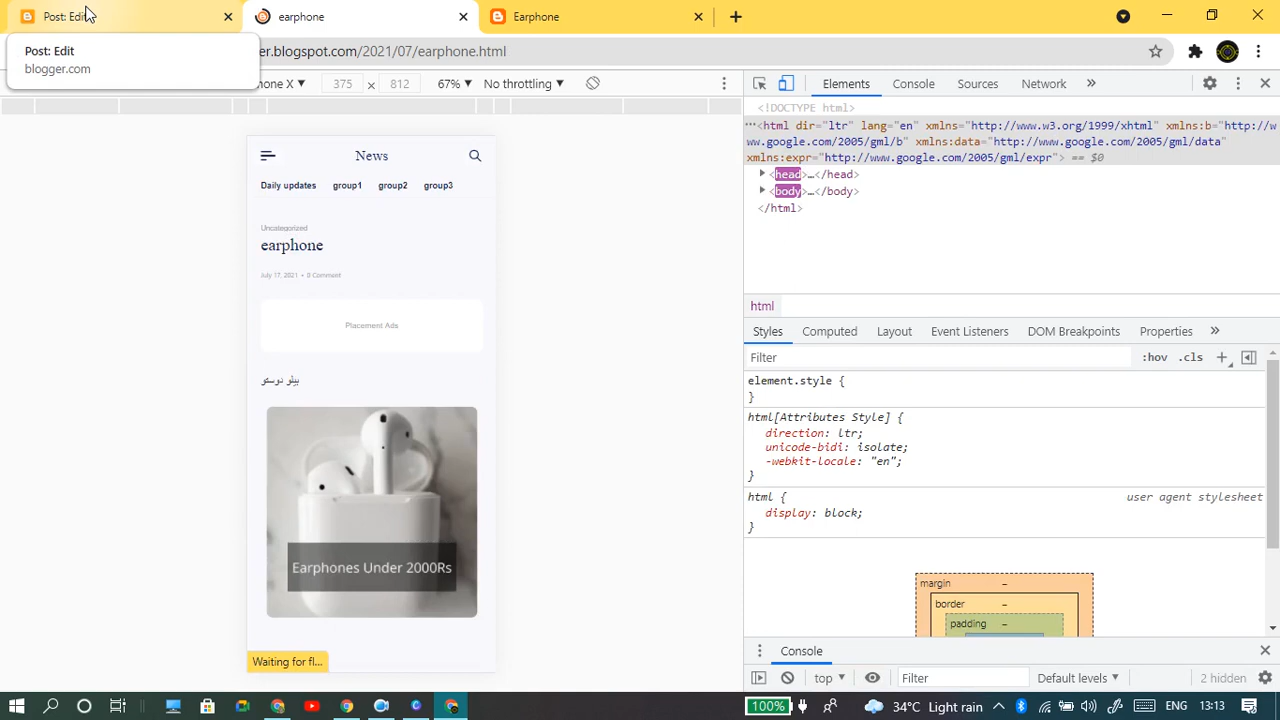 Post: Edit
earphone
Earphone
Post: Edit
blogger.com
er.blogspot.com/2021/07/earphone.html
one X
375
x
812
67%
No throttling
Elements
Console
Sources
Network
<!DOCTYPE html>
<html dir="ltr" lang="en" xmlns="http://www.w3.org/1999/xhtml" xmlns:b="http://w
ww.google.com/2005/gml/b" xmlns:data="http://www.google.com/2005/gml/data"
xmlns:expr="http://www.google.com/2005/gml/expr"> == $0
<head>…</head>
<body>…</body>
</html>
html
Styles
Computed
Layout
Event Listeners
DOM Breakpoints
Properties
Filter
:hov
.cls
element.style {
}
html[Attributes Style] {
direction: ltr;
unicode-bidi: isolate;
-webkit-locale: "en";
}
html {
user agent stylesheet
display: block;
}
margin
–
border
–
padding
–
Console
top
Filter
Default levels
2 hidden
News
Daily updates
group1
group2
group3
Uncategorized
earphone
July 17, 2021 • 0 Comment
Placement Ads
ہیلو دوستو
Earphones Under 2000Rs
Waiting for fl...
100%
34°C Light rain
ENG
13:13